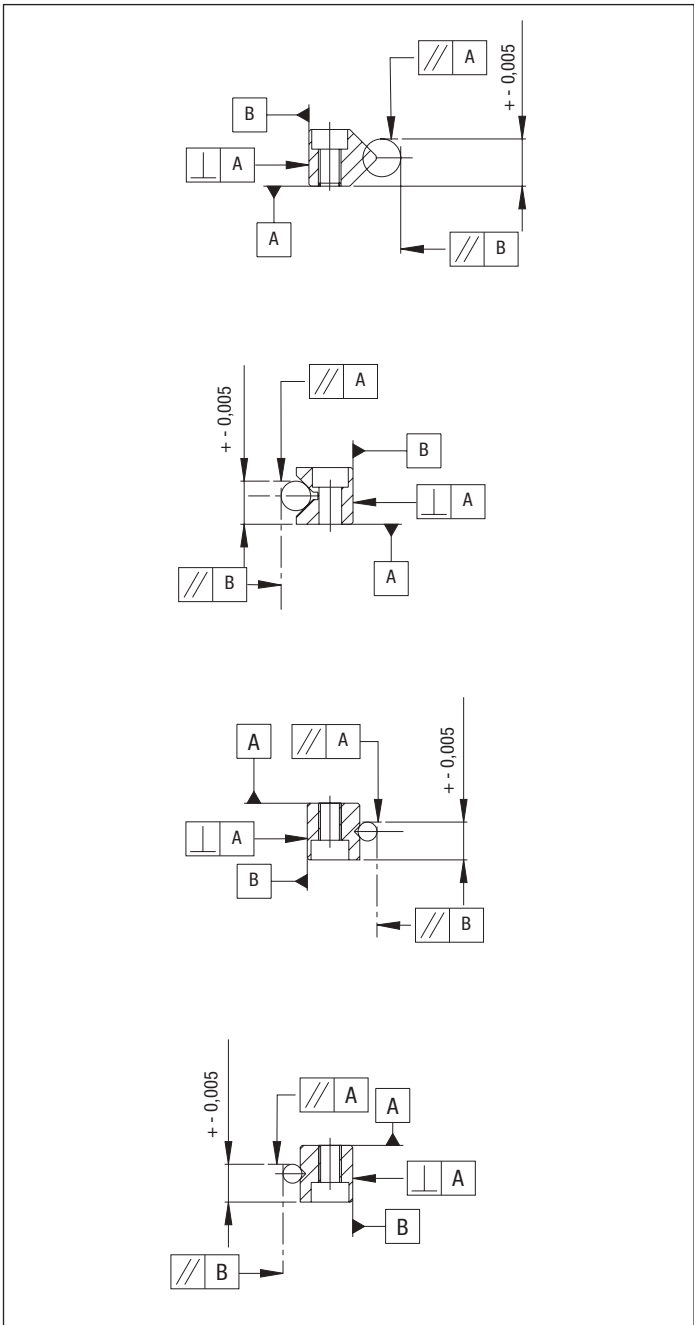 // A
+ - 0,005
B
⊥ A
A
// B
// A
+ - 0,005
B
⊥ A
// B
A
A
// A
+ - 0,005
⊥ A
B
// B
+ - 0,005
// A
A
⊥ A
B
// B